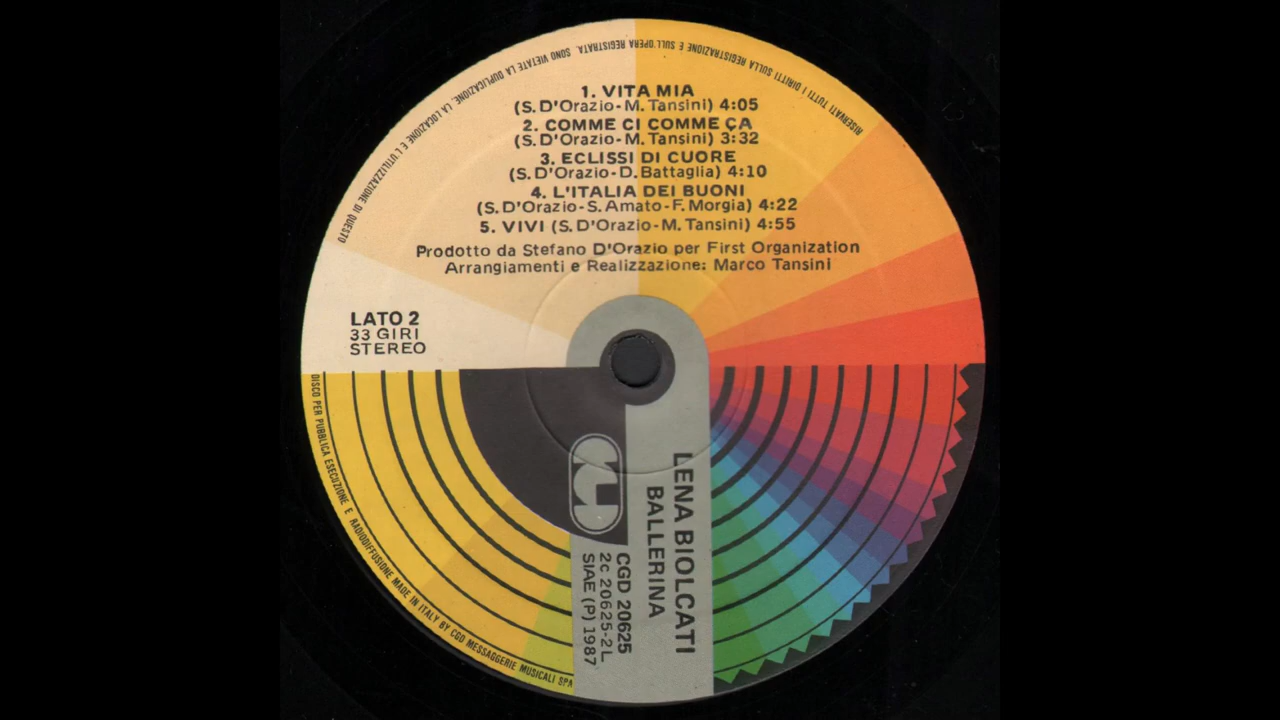 RISERVATI TUTTI I DIRITTI SULLA REGISTRAZIONE E SULL'OPERA REGISTRATA. SONO VIETATE LA DUPLICAZIONE, LA LOCAZIONE E L'UTILIZZAZIONE DI QUESTO
1. VITA MIA
(S. D'Orazio-M. Tansini) 4:05
2. COMME CI COMME ÇA
(S. D'Orazio-M. Tansini) 3:32
3. ECLISSI DI CUORE
(S. D'Orazio-D. Battaglia) 4:10
4. L'ITALIA DEI BUONI
(S. D'Orazio-S. Amato-F. Morgia) 4:22
5. VIVI (S. D'Orazio-M. Tansini) 4:55
Prodotto da Stefano D'Orazio per First Organization
Arrangiamenti e Realizzazione: Marco Tansini
LATO 2
33 GIRI
STEREO
LENA BIOLCATI
BALLERINA
CGD 20625
2c 20625-2L
SIAE (P) 1987
DISCO PER PUBBLICA ESECUZIONE E RADIODIFFUSIONE MADE IN ITALY BY CGD MESSAGGERIE MUSICALI SPA